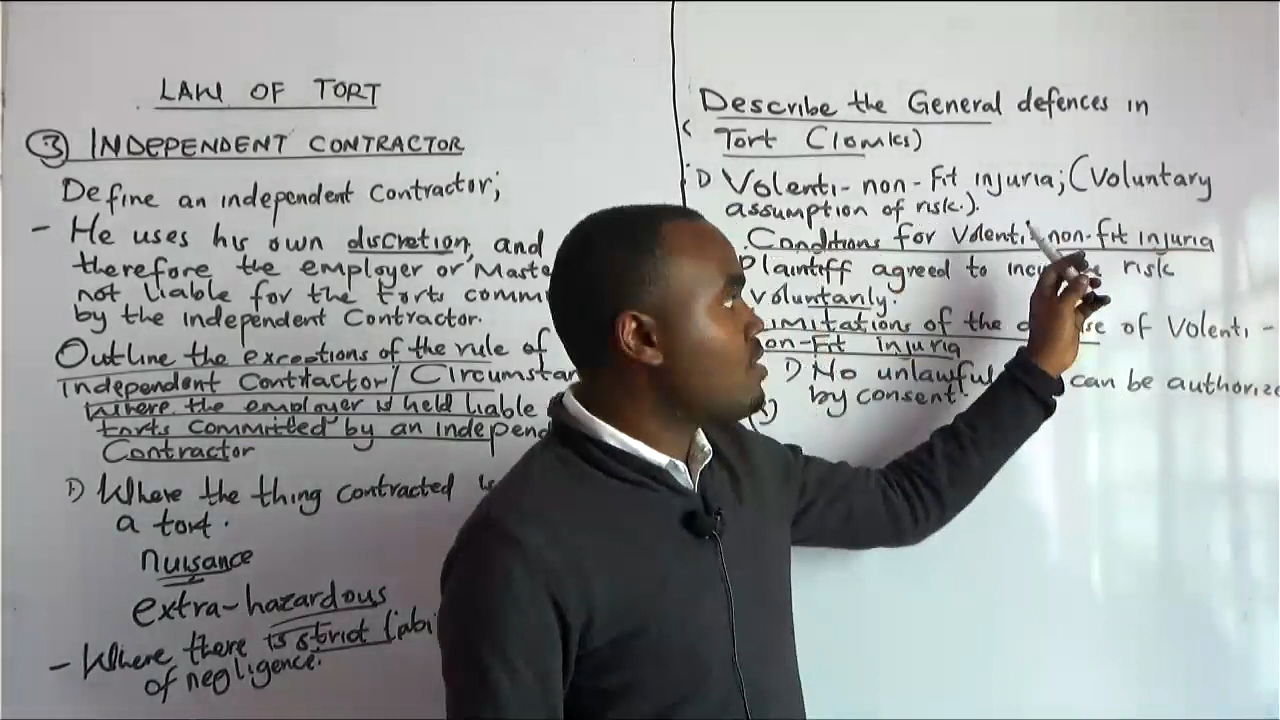 LAW OF TORT
③ INDEPENDENT CONTRACTOR
Define an independent Contractor;
- He uses his own discretion, and
therefore the employer or Maste
not liable for the torts comm
by the independent Contractor.
Outline the exceptions of the rule of
independent Contractor/ Circumstan
Where the employer is held liable
torts committed by an independ
Contractor
i) Where the thing contracted is
a tort.
nuisance
extra-hazardous
- Where there is strict liabi
of negligence.
Describe the General defences in
Tort (10mks)
i) Volenti-non-Fit injuria; (Voluntary
assumption of risk.).
Conditions for Volenti-non-fit injuria
Plaintiff agreed to incu risk
Voluntarily.
imitations of the d se of Volenti-
on-Fit injuria
i) No unlawful can be authorize
by consent.